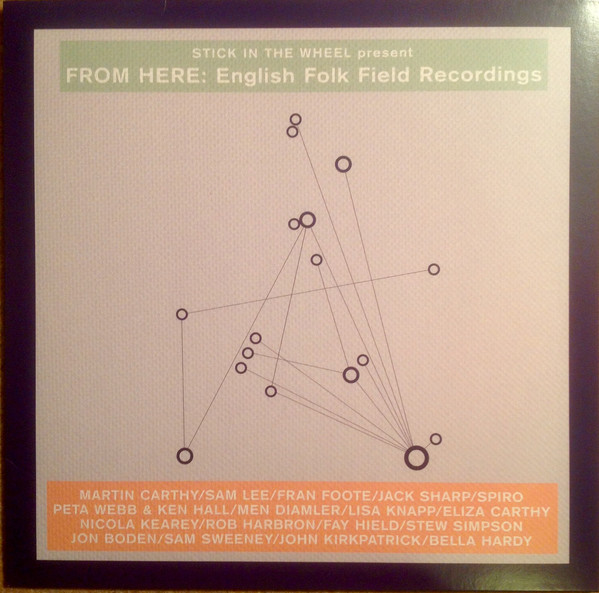 STICK IN THE WHEEL present
FROM HERE: English Folk Field Recordings
MARTIN CARTHY/SAM LEE/FRAN FOOTE/JACK SHARP/SPIRO
PETA WEBB & KEN HALL/MEN DIAMLER/LISA KNAPP/ELIZA CARTHY
NICOLA KEAREY/ROB HARBRON/FAY HIELD/STEW SIMPSON
JON BODEN/SAM SWEENEY/JOHN KIRKPATRICK/BELLA HARDY